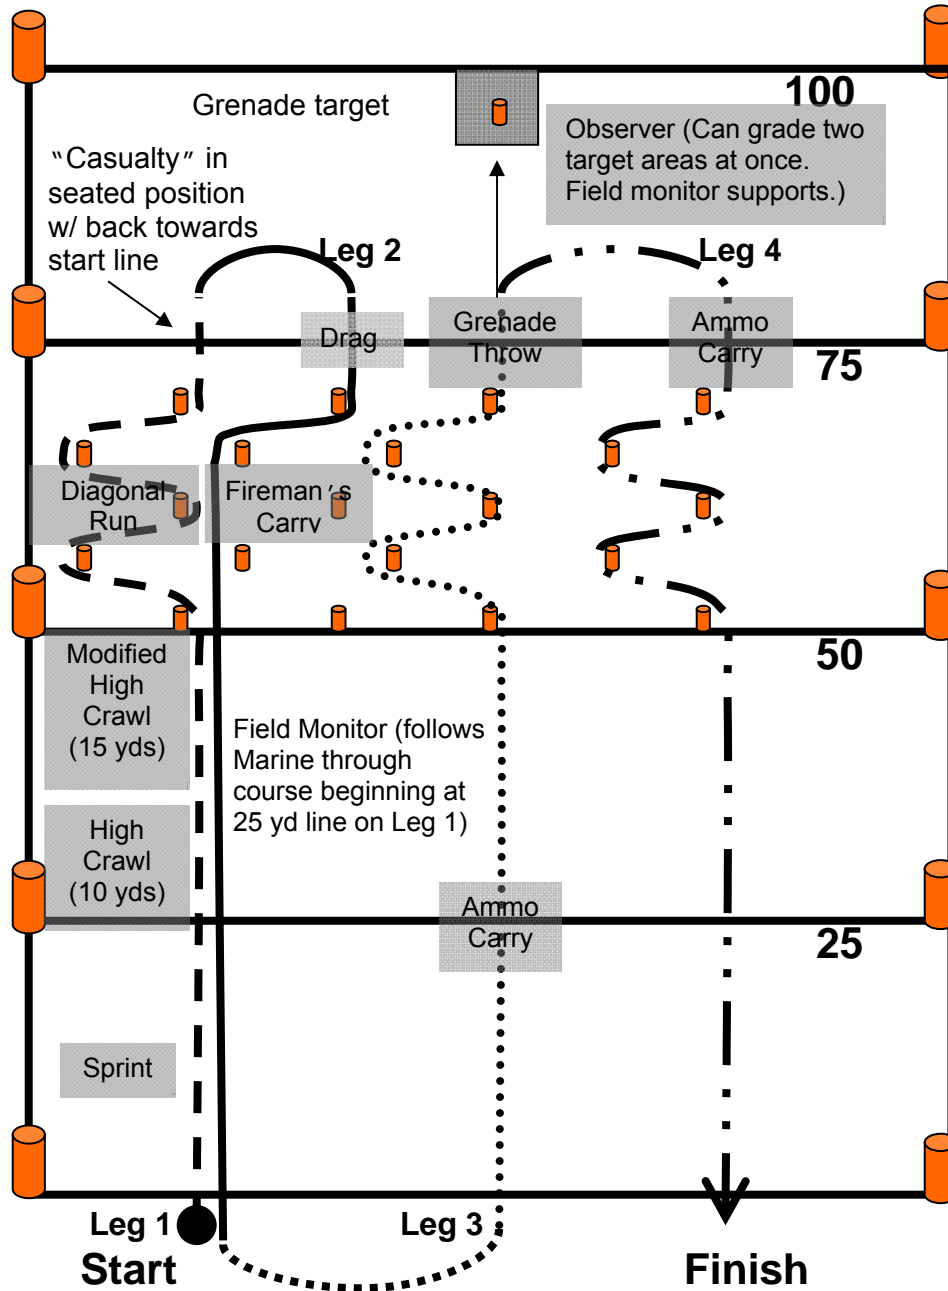 100
Grenade target
Observer (Can grade two
target areas at once.
Field monitor supports.)
"Casualty" in
seated position
w/ back towards
start line
Leg 2
Leg 4
Drag
Grenade
Throw
Ammo
Carry
75
Diagonal
Run
Fireman's
Carry
50
Modified
High
Crawl
(15 yds)
Field Monitor (follows
Marine through
course beginning at
25 yd line on Leg 1)
High
Crawl
(10 yds)
Ammo
Carry
25
Sprint
Leg 1
Leg 3
Start
Finish